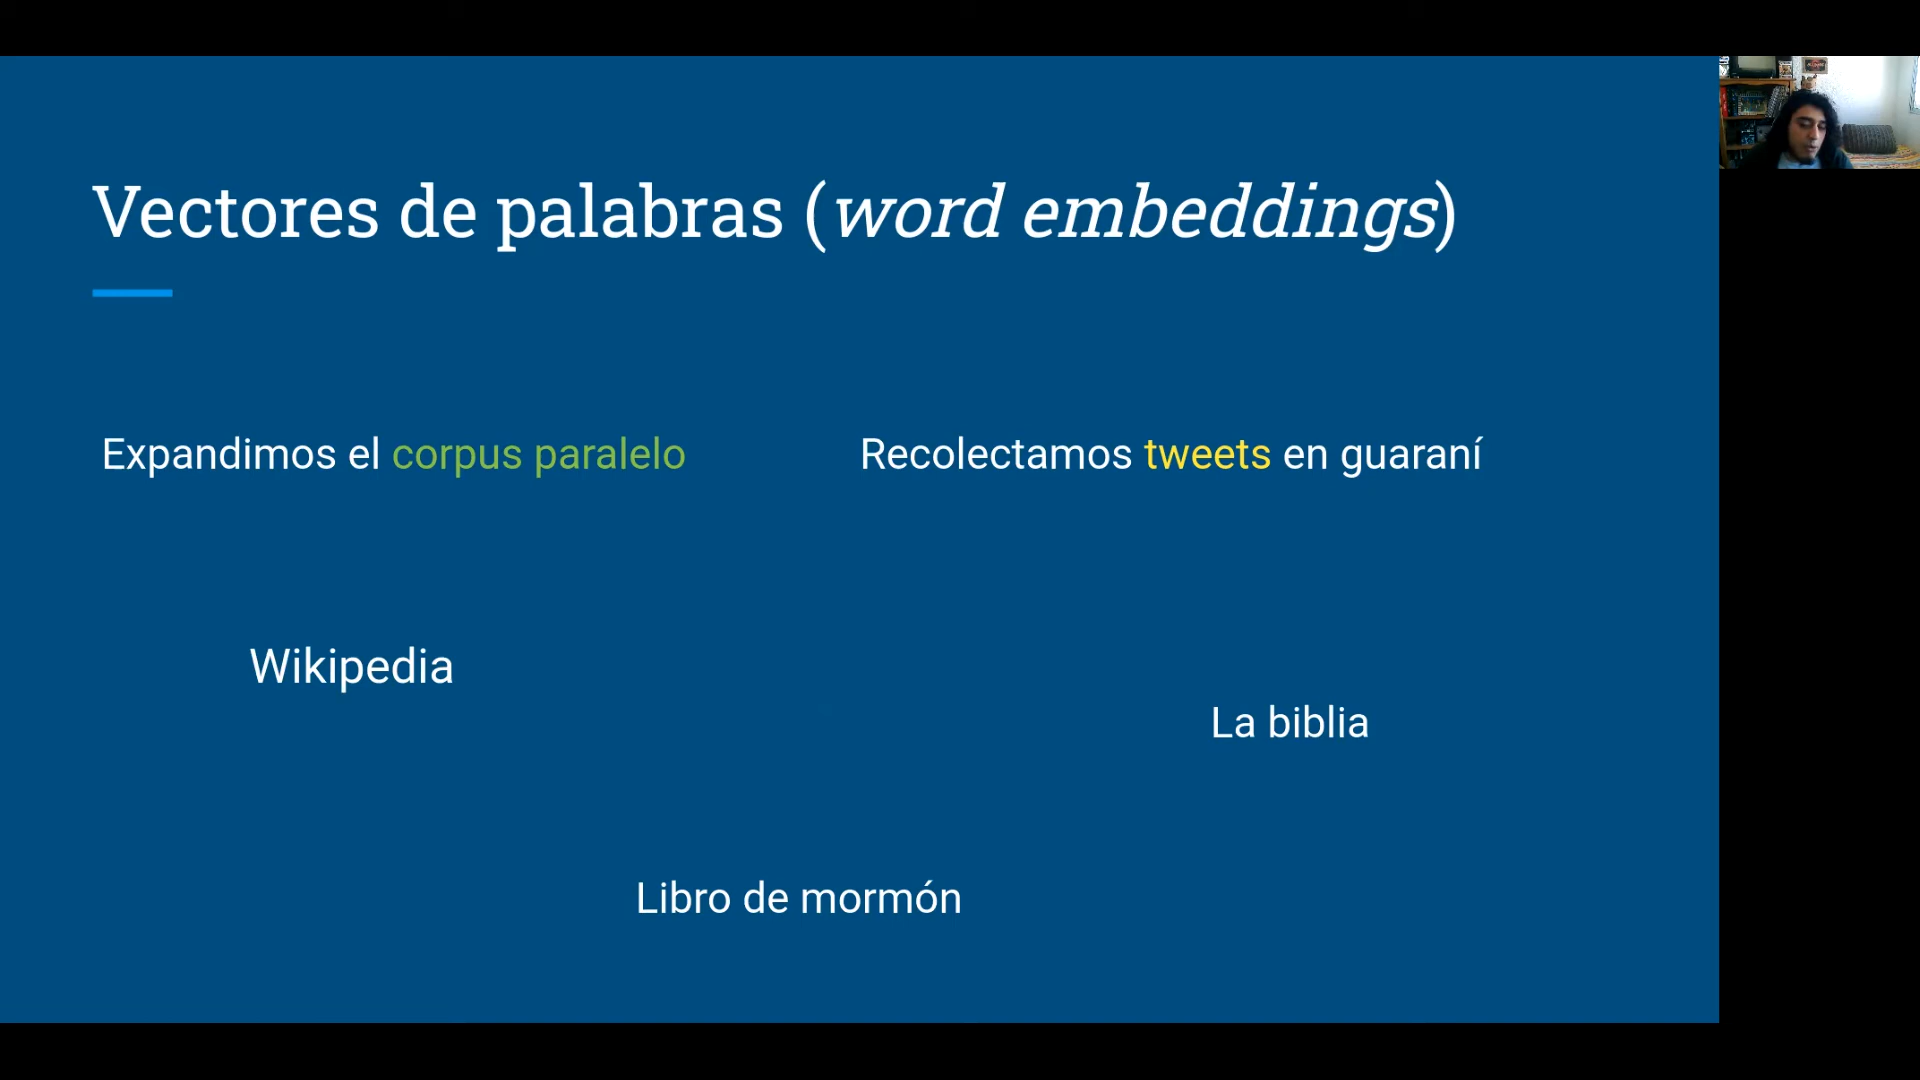 Vectores de palabras (word embeddings)
Expandimos el corpus paralelo
Recolectamos tweets en guaraní
Wikipedia
La biblia
Libro de mormón